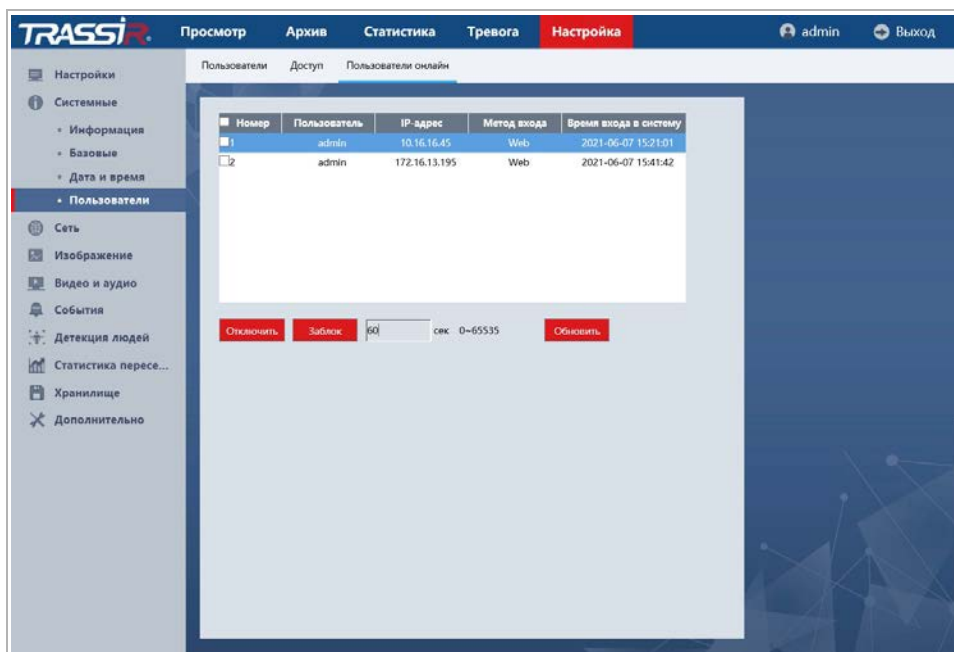 TRASSIR
Просмотр Архив Статистика Тревога Настройка admin Выход
Пользователи Доступ Пользователи онлайн
Настройки
Системные
Информация
Базовые
Дата и время
Пользователи
Сеть
Изображение
Видео и аудио
События
Детекция людей
Статистика пересе...
Хранилище
Дополнительно
Номер Пользователь IP-адрес Метод входа Время входа в систему
1 admin 10.16.16.45 Web 2021-06-07 15:21:01
2 admin 172.16.13.195 Web 2021-06-07 15:41:42
Отключить Заблок 60 сек 0~65535 Обновить